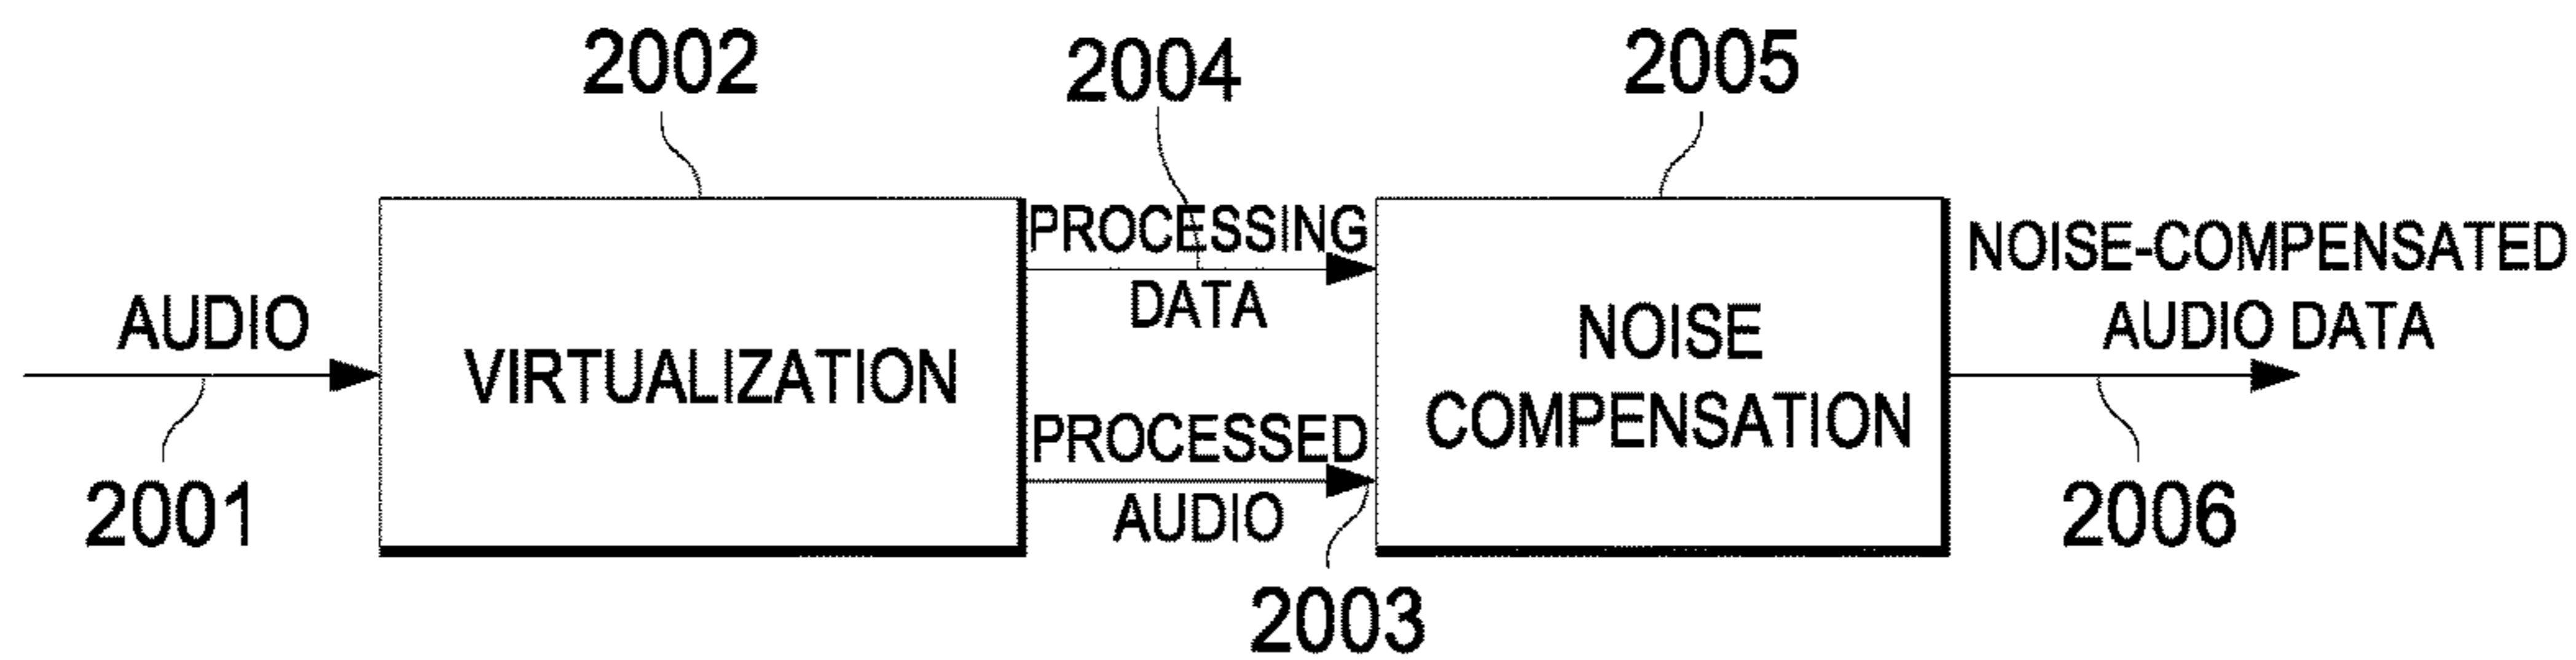 2002
2004
2005
PROCESSING
DATA
NOISE-COMPENSATED
AUDIO DATA
AUDIO
VIRTUALIZATION
NOISE
COMPENSATION
PROCESSED
AUDIO
2001
2003
2006